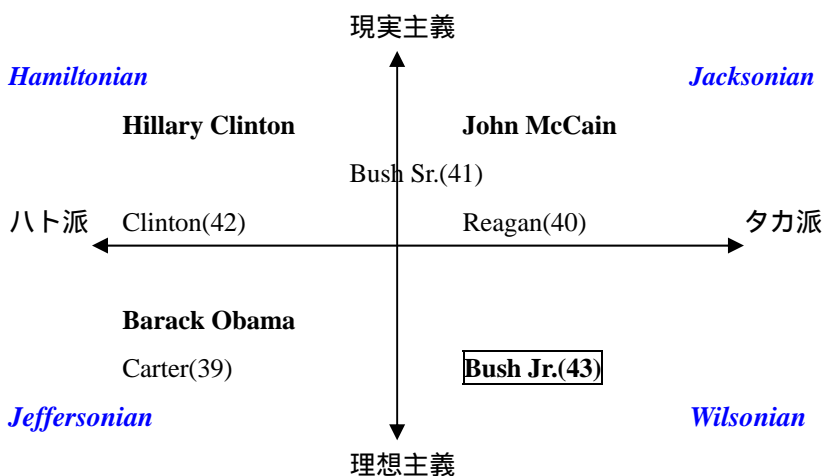 現実主義
Hamiltonian Jacksonian
Hillary Clinton John McCain
Bush Sr.(41)
ハト派 Clinton(42) Reagan(40) タカ派
Barack Obama
Carter(39) Bush Jr.(43)
Jeffersonian Wilsonian
理想主義